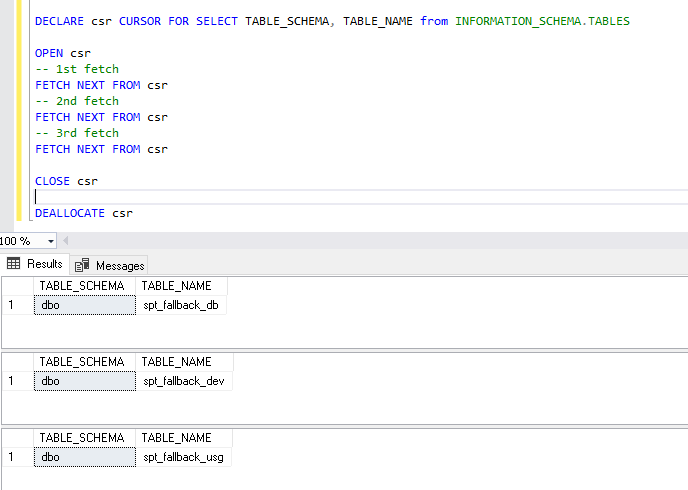 DECLARE csr CURSOR FOR SELECT TABLE_SCHEMA, TABLE_NAME from INFORMATION_SCHEMA.TABLES
OPEN csr
-- 1st fetch
FETCH NEXT FROM csr
-- 2nd fetch
FETCH NEXT FROM csr
-- 3rd fetch
FETCH NEXT FROM csr
CLOSE csr
DEALLOCATE csr
100 %
Results Messages
TABLE_SCHEMA TABLE_NAME
1 dbo spt_fallback_db
TABLE_SCHEMA TABLE_NAME
1 dbo spt_fallback_dev
TABLE_SCHEMA TABLE_NAME
1 dbo spt_fallback_usg